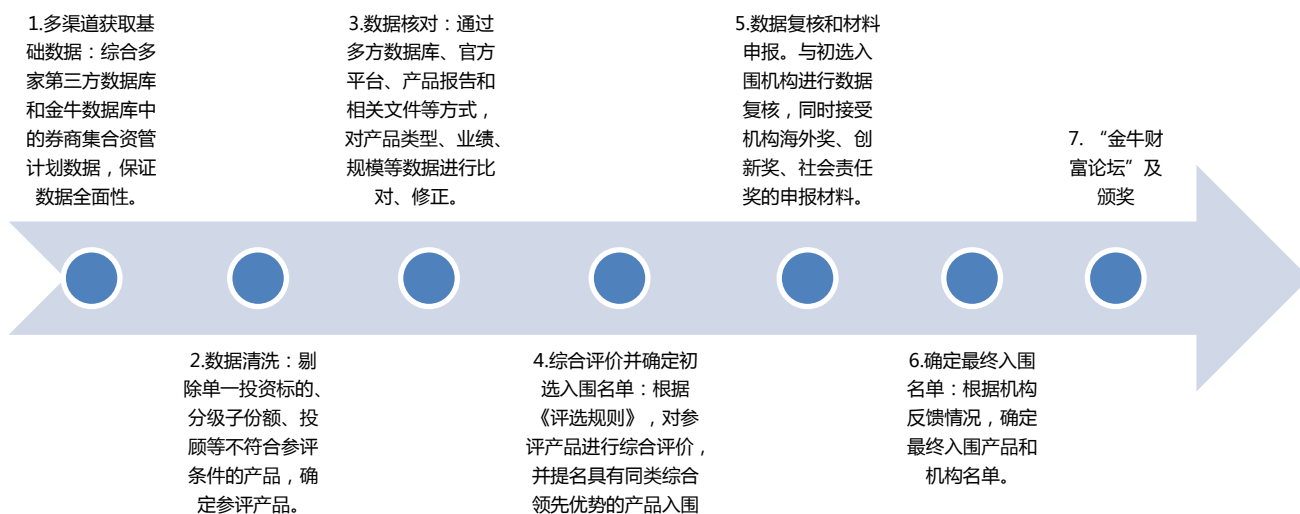 1.多渠道获取基
础数据：综合多
家第三方数据库
和金牛数据库中
的券商集合资管
计划数据，保证
数据全面性。
2.数据清洗：剔
除单一投资标的、
分级子份额、投
顾等不符合参评
条件的产品，确
定参评产品。
3.数据核对：通过
多方数据库、官方
平台、产品报告和
相关文件等方式，
对产品类型、业绩、
规模等数据进行比
对、修正。
4.综合评价并确定初
选入围名单：根据
《评选规则》，对参
评产品进行综合评价，
并提名具有同类综合
领先优势的产品入围
5.数据复核和材料
申报。与初选入
围机构进行数据
复核，同时接受
机构海外奖、创
新奖、社会责任
奖的申报材料。
6.确定最终入围
名单：根据机构
反馈情况，确定
最终入围产品和
机构名单。
7. “金牛财
富论坛”及
颁奖